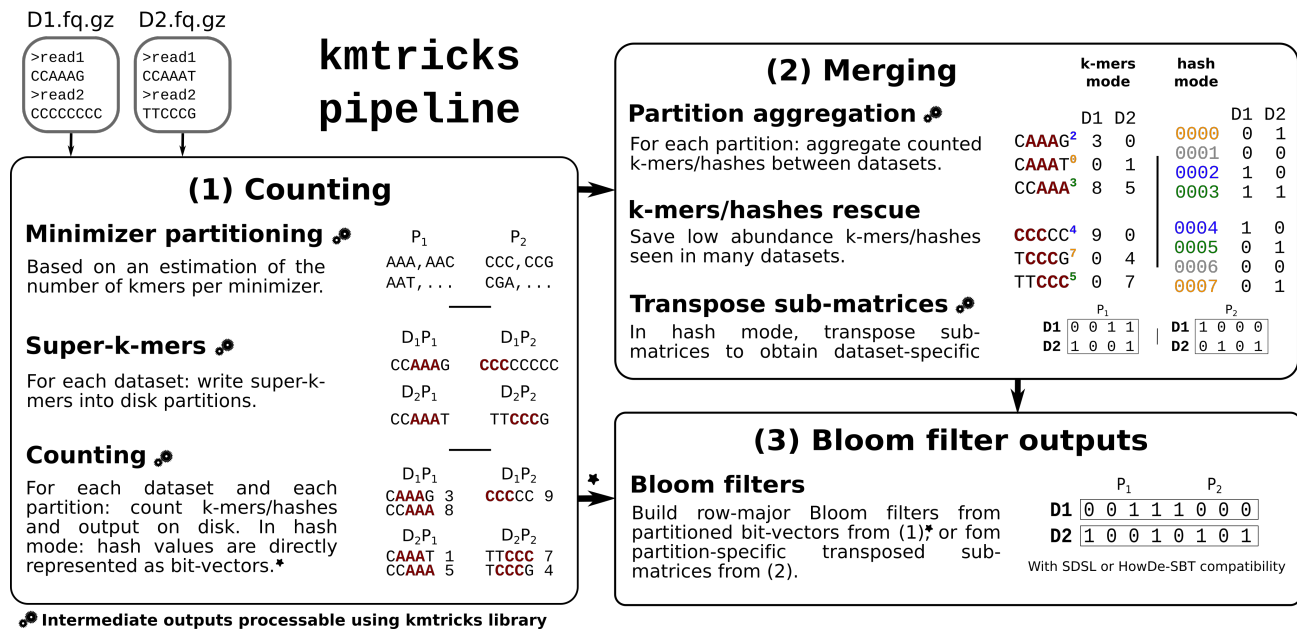 D1.fq.gz D2.fq.gz
>read1
CCAAAG
>read2
CCCCCCCC
>read1
CCAAAT
>read2
TTCCCG
kmtricks
pipeline
(1) Counting
Minimizer partitioning
Based on an estimation of the
number of kmers per minimizer.
P1 P2
AAA,AAC CCC,CCG
AAT,... CGA,...
Super-k-mers
For each dataset: write super-k-
mers into disk partitions.
D1P1 D1P2
CCAAAG CCCCCCCC
D2P1 D2P2
CCAAAT TTCCCG
Counting
For each dataset and each
partition: count k-mers/hashes
and output on disk. In hash
mode: hash values are directly
represented as bit-vectors.★
D1P1 D1P2
CAAAG 3 CCCCC 9
CCAAA 8
D2P1 D2P2
CAAAT 1 TTCCC 7
CCAAA 5 TCCCG 4
Intermediate outputs processable using kmtricks library
★
(2) Merging
k-mers hash
mode mode
Partition aggregation
For each partition: aggregate counted
k-mers/hashes between datasets.
k-mers/hashes rescue
Save low abundance k-mers/hashes
seen in many datasets.
Transpose sub-matrices
In hash mode, transpose sub-
matrices to obtain dataset-specific
D1 D2
CAAAG2 3 0
CAAAT0 0 1
CCAAA3 8 5
CCCCC4 9 0
TCCCG7 0 4
TTCCC5 0 7
D1 D2
0000 0 1
0001 0 0
0002 1 0
0003 1 1
0004 1 0
0005 0 1
0006 0 0
0007 0 1
P1 P2
D1 0 0 1 1 D1 1 0 0 0
D2 1 0 0 1 D2 0 1 0 1
(3) Bloom filter outputs
Bloom filters
Build row-major Bloom filters from
partitioned bit-vectors from (1)★, or fom
partition-specific transposed sub-
matrices from (2).
P1 P2
D1 0 0 1 1 1 0 0 0
D2 1 0 0 1 0 1 0 1
With SDSL or HowDe-SBT compatibility